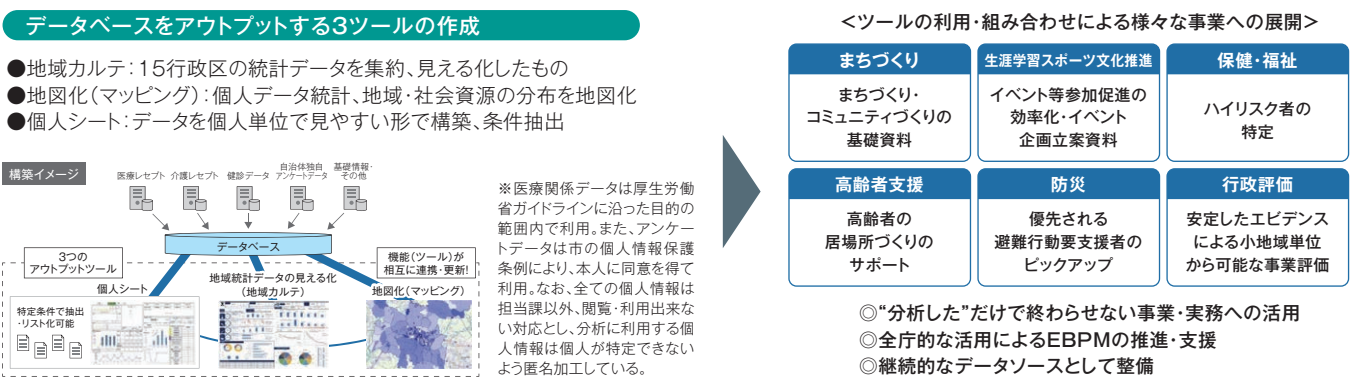 データベースをアウトプットする3ツールの作成
●地域カルテ:15行政区の統計データを集約、見える化したもの
●地図化(マッピング):個人データ統計、地域・社会資源の分布を地図化
●個人シート:データを個人単位で見やすい形で構築、条件抽出
構築イメージ
医療レセプト
介護レセプト
健診データ
自治体独自
アンケートデータ
基礎情報・
その他
データベース
3つの
アウトプットツール
機能(ツール)が
相互に連携・更新!
個人シート
地域統計データの見える化
(地域カルテ)
地図化(マッピング)
特定条件で抽出
・リスト化可能
※医療関係データは厚生労働
省ガイドラインに沿った目的の
範囲内で利用。また、アンケー
トデータは市の個人情報保護
条例により、本人に同意を得て
利用。なお、全ての個人情報は
担当課以外、閲覧・利用出来な
い対応とし、分析に利用する個
人情報は個人が特定できない
よう匿名加工している。
<ツールの利用・組み合わせによる様々な事業への展開>
まちづくり
まちづくり・
コミュニティづくりの
基礎資料
生涯学習スポーツ文化推進
イベント等参加促進の
効率化・イベント
企画立案資料
保健・福祉
ハイリスク者の
特定
高齢者支援
高齢者の
居場所づくりの
サポート
防災
優先される
避難行動要支援者の
ピックアップ
行政評価
安定したエビデンス
による小地域単位
から可能な事業評価
◎“分析した”だけで終わらせない事業・実務への活用
◎全庁的な活用によるEBPMの推進・支援
◎継続的なデータソースとして整備